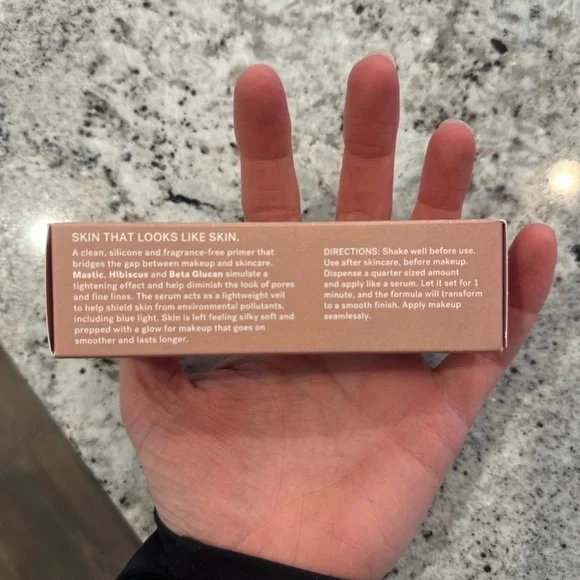 SKIN THAT LOOKS LIKE SKIN.
A clean, silicone and fragrance-free primer that
bridges the gap between makeup and skincare.
Mastic, Hibiscus and Beta Glucan simulate a
tightening effect and help diminish the look of pores
and fine lines. The serum acts as a lightweight veil
to help shield skin from environmental pollutants,
including blue light. Skin is left feeling silky soft and
prepped with a glow for makeup that goes on
smoother and lasts longer.
DIRECTIONS: Shake well before use.
Use after skincare, before makeup.
Dispense a quarter sized amount
and apply like a serum. Let it set for 1
minute, and the formula will transform
to a smooth finish. Apply makeup
seamlessly.